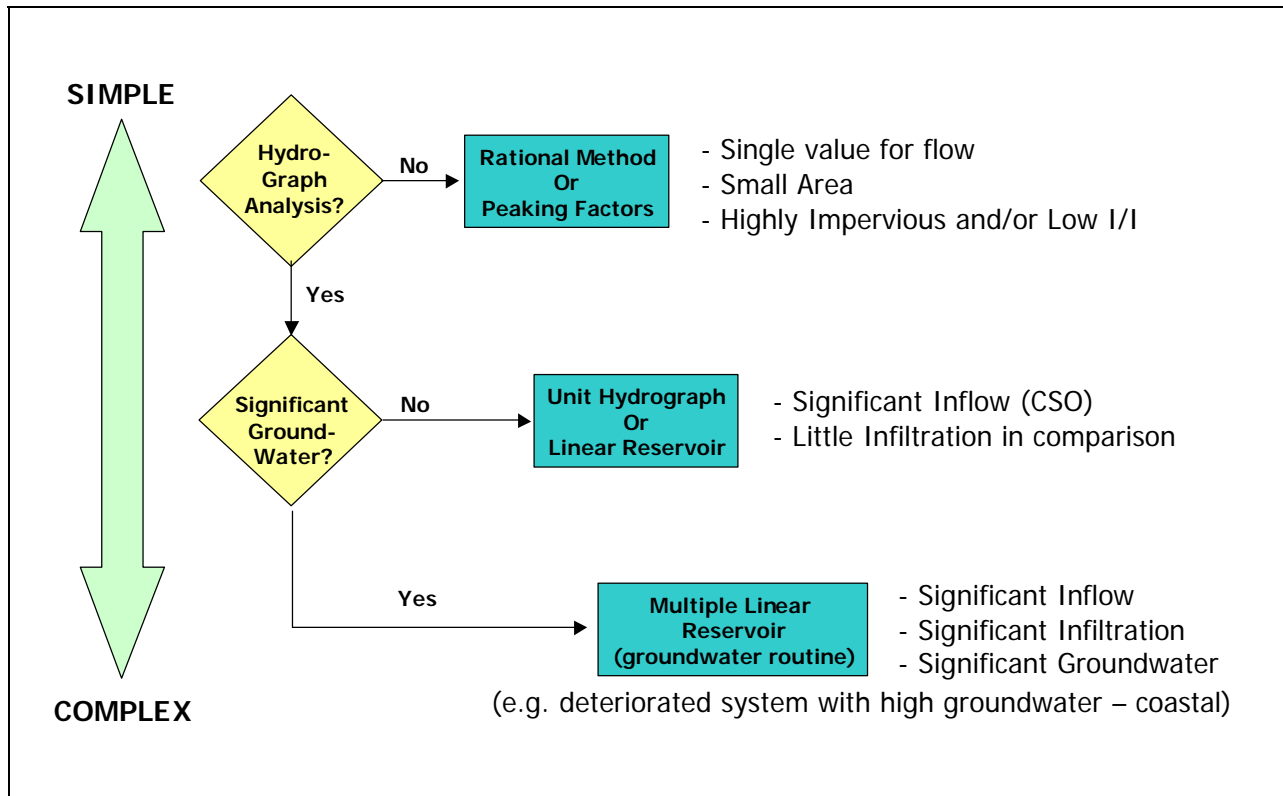 SIMPLE
Hydro-
Graph
Analysis?
No
Rational Method
Or
Peaking Factors
- Single value for flow
- Small Area
- Highly Impervious and/or Low I/I
Yes
Significant
Ground-
Water?
No
Unit Hydrograph
Or
Linear Reservoir
- Significant Inflow (CSO)
- Little Infiltration in comparison
Yes
Multiple Linear
Reservoir
(groundwater routine)
- Significant Inflow
- Significant Infiltration
- Significant Groundwater
(e.g. deteriorated system with high groundwater – coastal)
COMPLEX